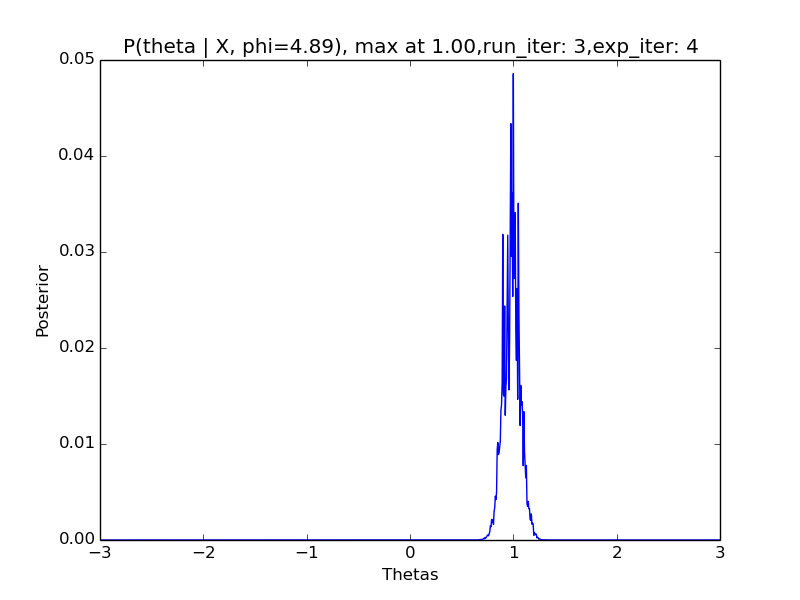 P(theta | X, phi=4.89), max at 1.00,run_iter: 3,exp_iter: 4
0.05
0.04
0.03
0.02
0.01
0.00
Posterior
−3 −2 −1 0 1 2 3
Thetas